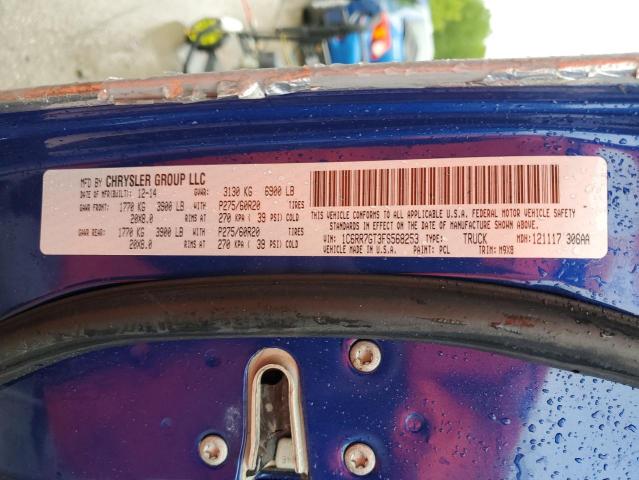 MFD BY CHRYSLER GROUP LLC
DATE OF MFR(BUILT): 12-14 GVWR: 3130 KG 6900 LB
GAWR FRONT: 1770 KG 3900 LB WITH P275/60R20 TIRES
20X8.0 RIMS AT 270 KPA ( 39 PSI) COLD
GAWR REAR: 1770 KG 3900 LB WITH P275/60R20 TIRES
20X8.0 RIMS AT 270 KPA ( 39 PSI) COLD
THIS VEHICLE CONFORMS TO ALL APPLICABLE U.S.A. FEDERAL MOTOR VEHICLE SAFETY
STANDARDS IN EFFECT ON THE DATE OF MANUFACTURE SHOWN ABOVE.
VIN: 1C6RR7GT3FS568253 TYPE: TRUCK MDH: 121117 306AA
VEHICLE MADE IN U.S.A. PAINT: PCL TRIM: M9X8